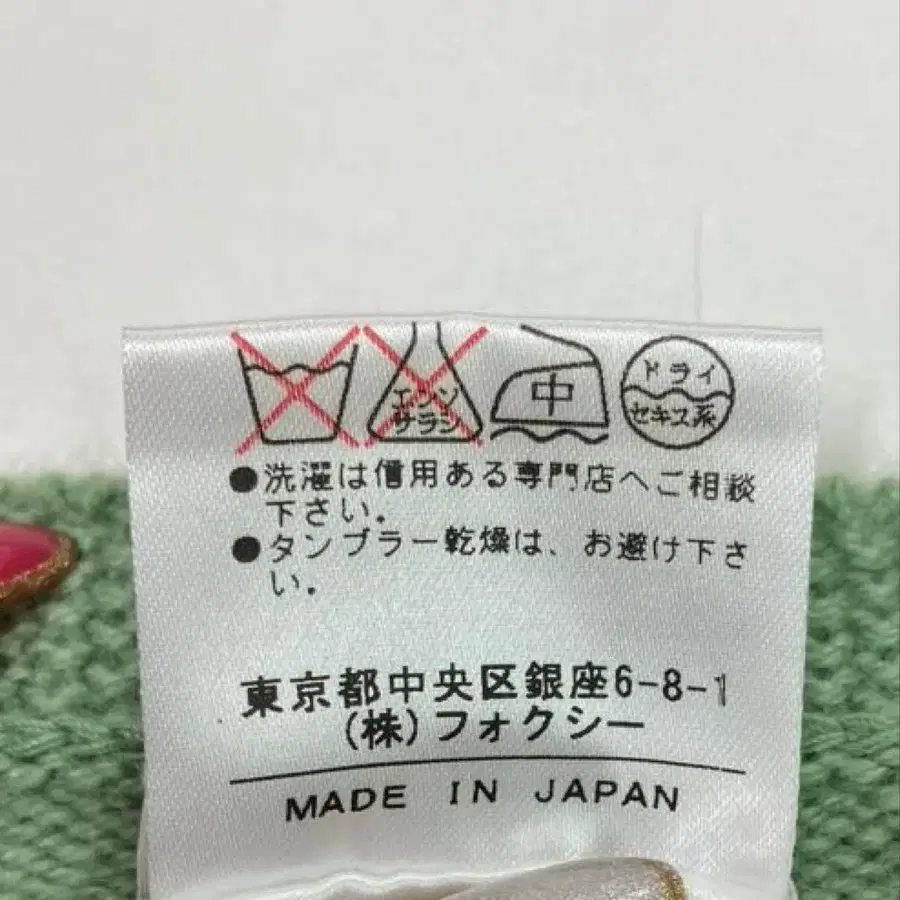 エンソ サラシ 中 ドライ セキス系
●洗濯は信用ある専門店へご相談
下さい.
●タンブラー乾燥は、お避け下さ
い.
東京都中央区銀座6-8-1
(株)フォクシー
MADE IN JAPAN